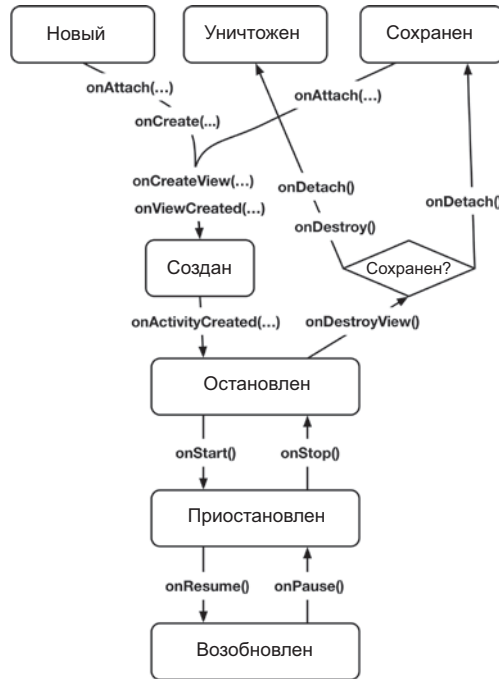 Новый
Уничтожен
Сохранен
onAttach(…)
onAttach(…)
onCreate(...)
onCreateView(…)
onDetach()
onDetach()
onViewCreated(…)
onDestroy()
Создан
Сохранен?
onActivityCreated(…)
onDestroyView()
Остановлен
onStart()
onStop()
Приостановлен
onResume()
onPause()
Возобновлен